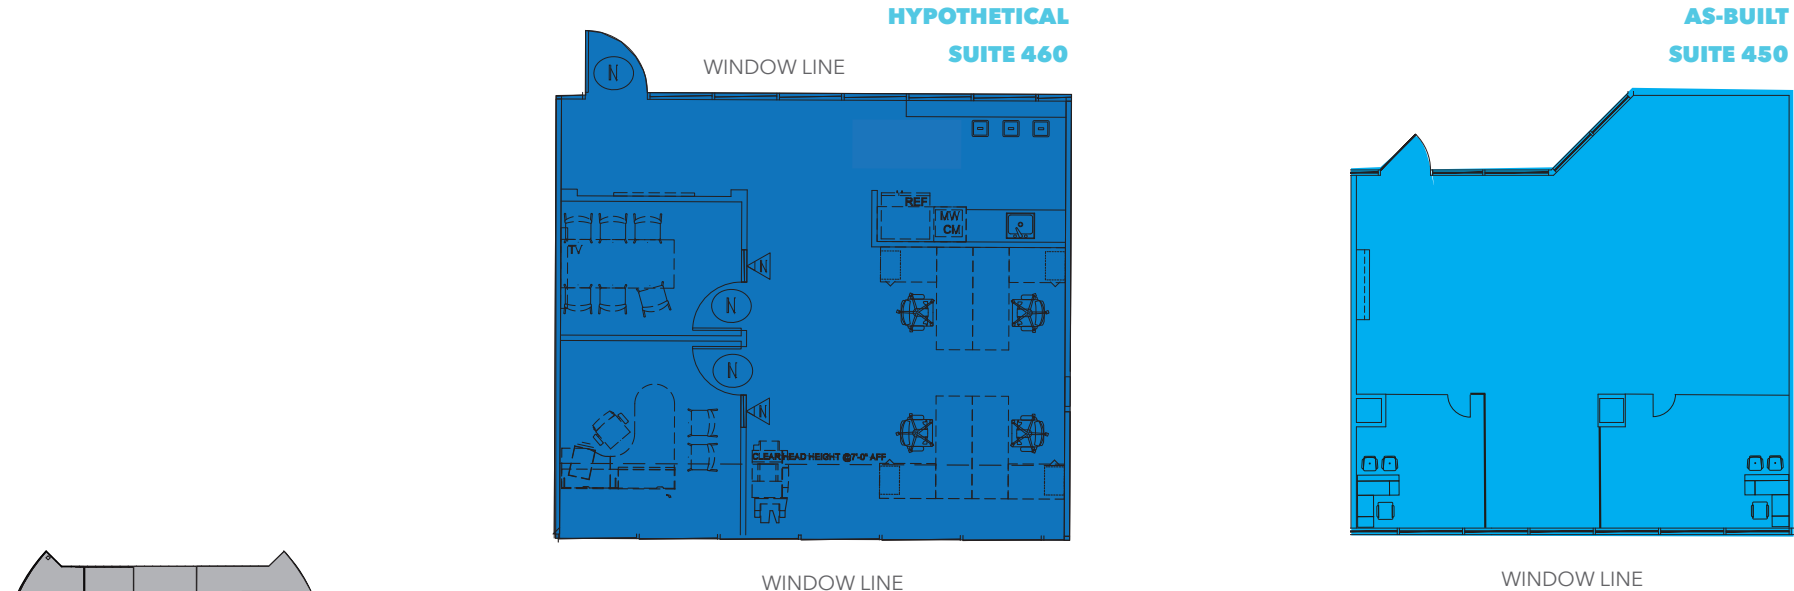 HYPOTHETICAL
SUITE 460
WINDOW LINE
N
REF
MW
CM
TV
N
N
N
N
CLEAR HEAD HEIGHT @7'-0" AFF
WINDOW LINE
AS-BUILT
SUITE 450
WINDOW LINE